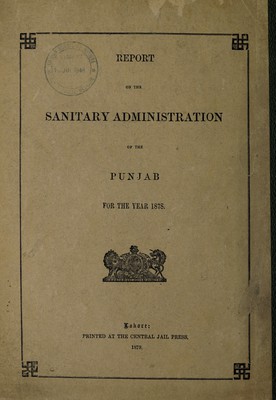 REPORT
ON THE
SANITARY ADMINISTRATION
OF THE
PUNJAB
FOR THE YEAR 1878.
Lahore:
PRINTED AT THE CENTRAL JAIL PRESS.
1879.